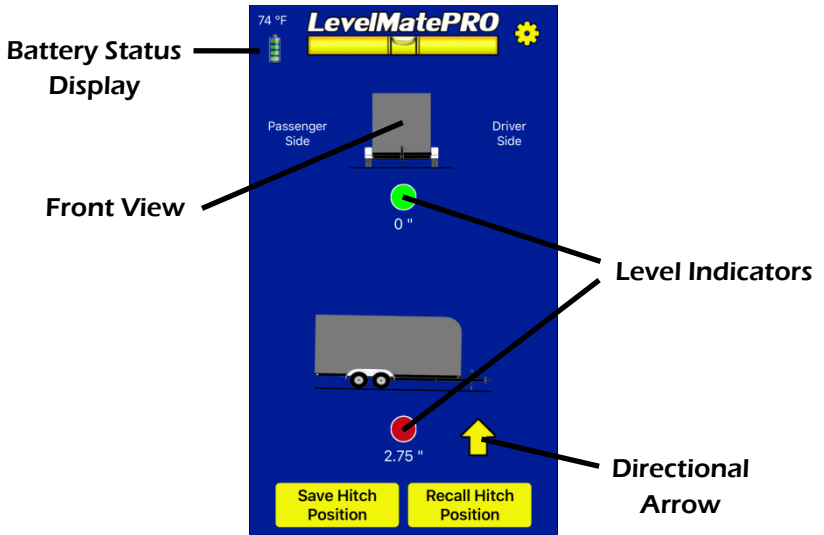 74 °F
LevelMatePRO
Battery Status
Display
Passenger
Side
Driver
Side
Front View
0 "
Level Indicators
2.75 "
Directional
Arrow
Save Hitch
Position
Recall Hitch
Position